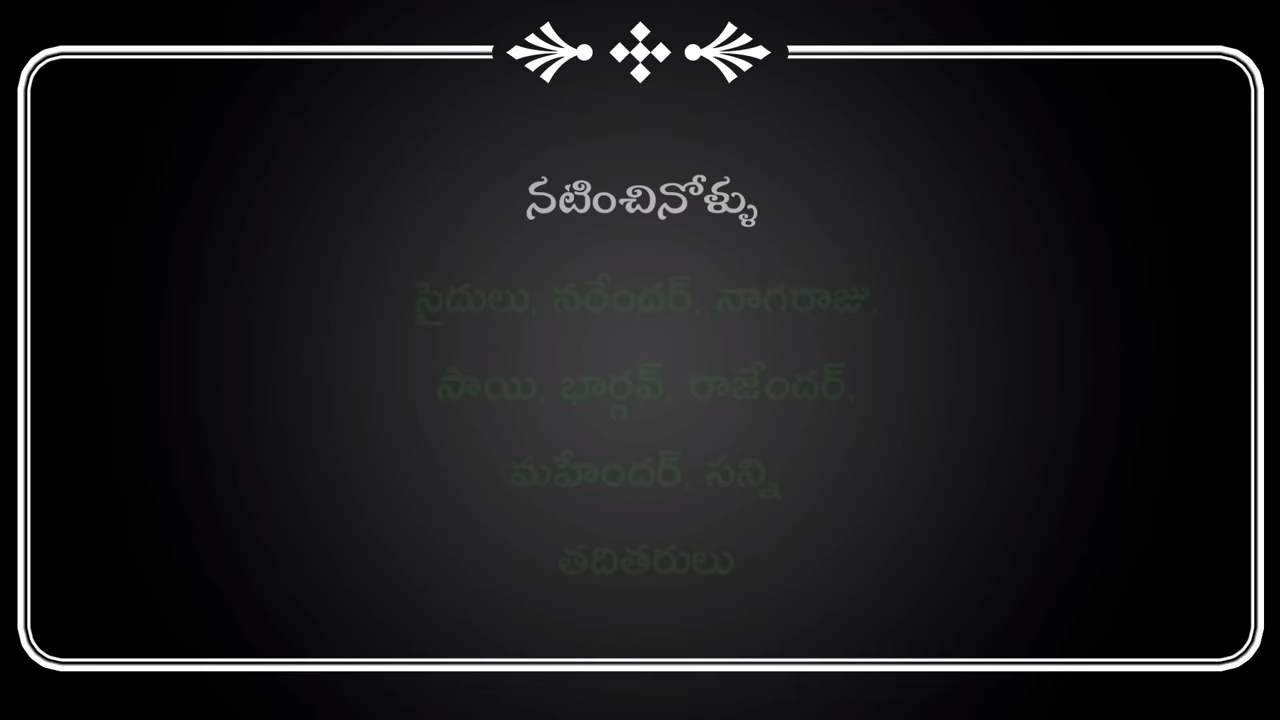 నటించినోళ్ళు
సైదులు, నరేందర్, నాగరాజు,
సాయి, భార్గవ్, రాజేందర్,
మహేందర్, సన్ని
తదితరులు